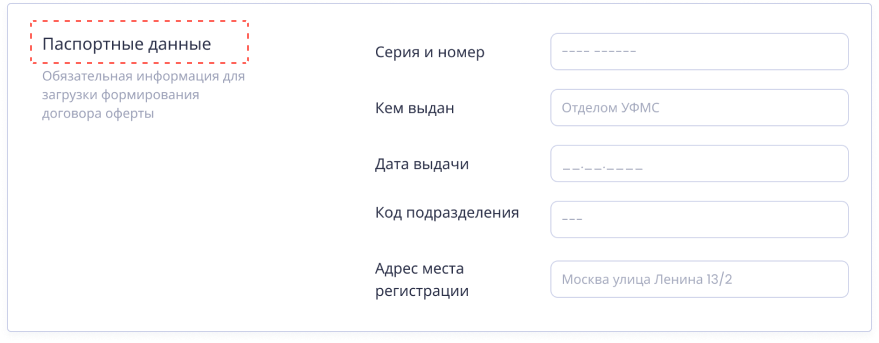 Паспортные данные
Обязательная информация для
загрузки формирования
договора оферты
Серия и номер
---- ------
Кем выдан
Отделом УФМС
Дата выдачи
__.__.____
Код подразделения
---
Адрес места
регистрации
Москва улица Ленина 13/2